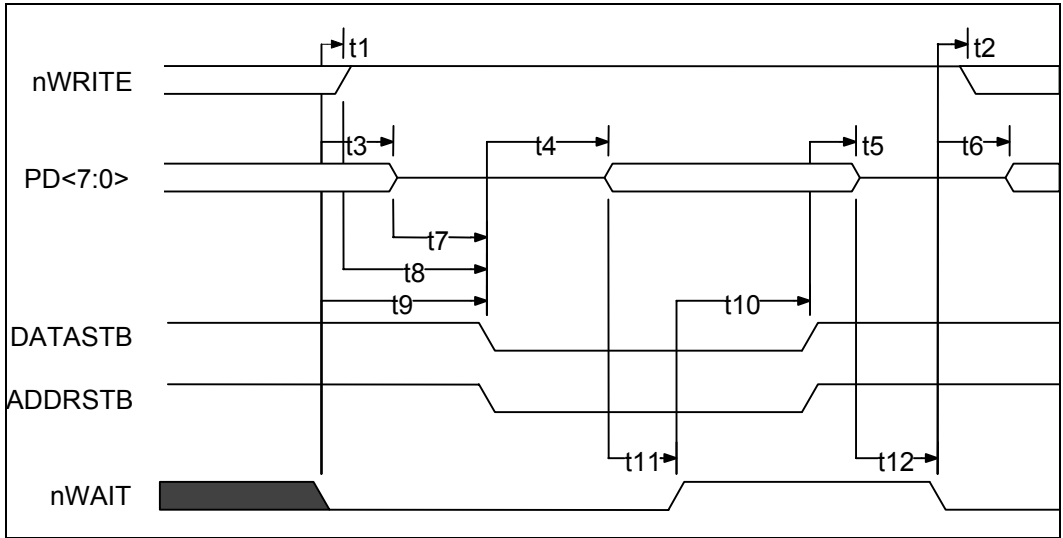 t1 t2
nWRITE
t3 t4 t5 t6
PD<7:0>
t7
t8
t9 t10
DATASTB
ADDRSTB
t11 t12
nWAIT